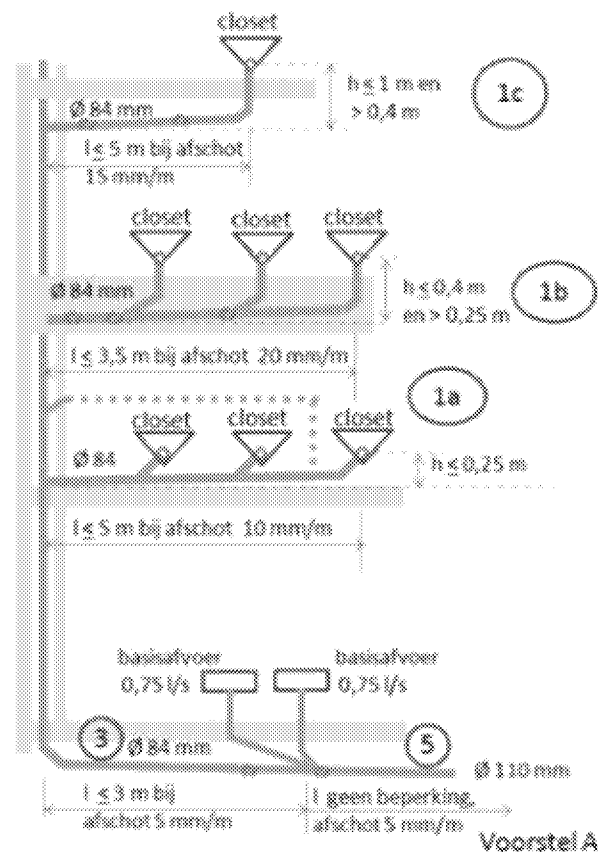 closet
Ø 84 mm
h ≤ 1 m en
> 0,4 m
1c
l ≤ 5 m bij afschot
15 mm/m
closet closet closet
Ø 84 mm
h ≤ 0,4 m
en > 0,25 m
1b
l ≤ 3,5 m bij afschot 20 mm/m
1a
closet closet closet
Ø 84
h ≤ 0,25 m
l ≤ 5 m bij afschot 10 mm/m
basisafvoer
0,75 l/s
basisafvoer
0,75 l/s
3
Ø 84 mm
5
Ø 110 mm
l ≤ 3 m bij
afschot 5 mm/m
l geen beperking,
afschot 5 mm/m
Voorstel A